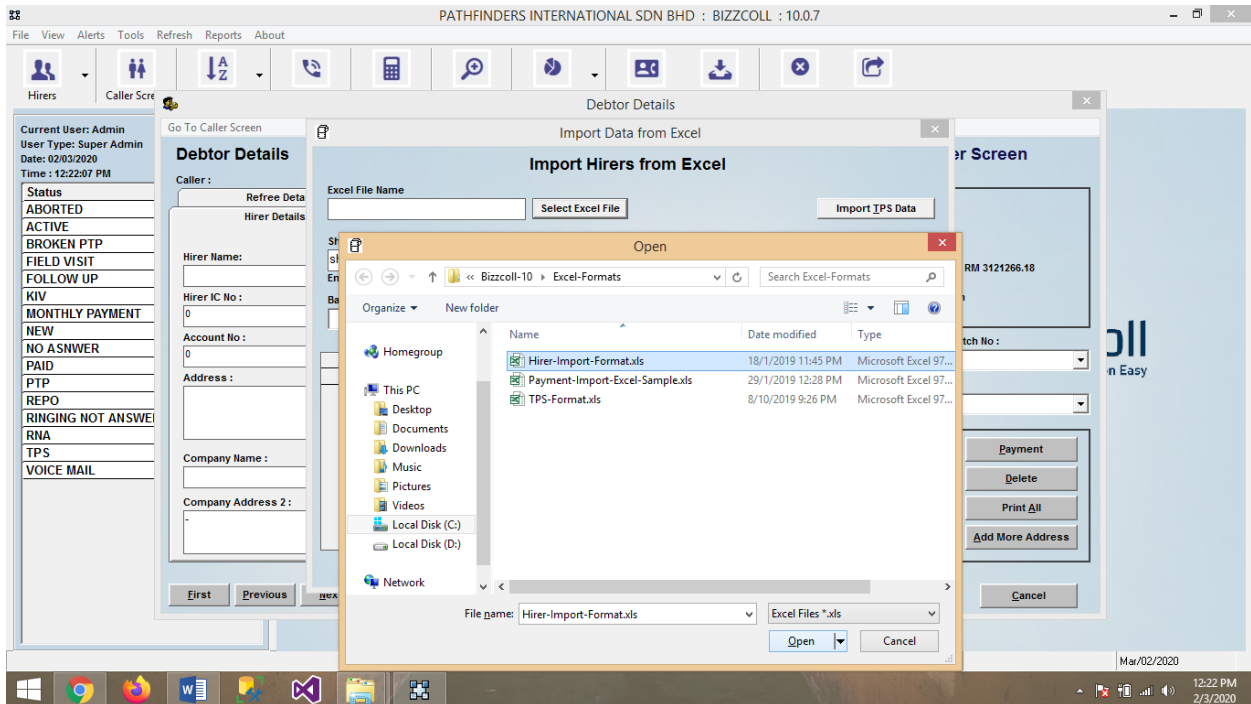 PATHFINDERS INTERNATIONAL SDN BHD : BIZZCOLL : 10.0.7
File View Alerts Tools Refresh Reports About
Hirers
Caller Scre
Current User: Admin
User Type: Super Admin
Date: 02/03/2020
Time : 12:22:07 PM
Status
ABORTED
ACTIVE
BROKEN PTP
FIELD VISIT
FOLLOW UP
KIV
MONTHLY PAYMENT
NEW
NO ASNWER
PAID
PTP
REPO
RINGING NOT ANSWE
RNA
TPS
VOICE MAIL
Debtor Details
Go To Caller Screen
Debtor Details
er Screen
Caller :
Refree Deta
Hirer Details
Hirer Name:
Hirer IC No :
0
Account No :
0
Address :
Company Name :
Company Address 2 :
-
First Previous Nex
RM 3121266.18
tch No :
Payment
Delete
Print All
Add More Address
Cancel
Import Data from Excel
Import Hirers from Excel
Excel File Name
Select Excel File
Import TPS Data
Sh
sh
En
Ba
Open
« Bizzcoll-10 Excel-Formats
Search Excel-Formats
Organize New folder
Name Date modified Type
Hirer-Import-Format.xls 18/1/2019 11:45 PM Microsoft Excel 97...
Payment-Import-Excel-Sample.xls 29/1/2019 12:28 PM Microsoft Excel 97...
TPS-Format.xls 8/10/2019 9:26 PM Microsoft Excel 97...
Homegroup
This PC
Desktop
Documents
Downloads
Music
Pictures
Videos
Local Disk (C:)
Local Disk (D:)
Network
File name: Hirer-Import-Format.xls
Excel Files *.xls
Open
Cancel
oll
n Easy
Mar/02/2020
12:22 PM
2/3/2020